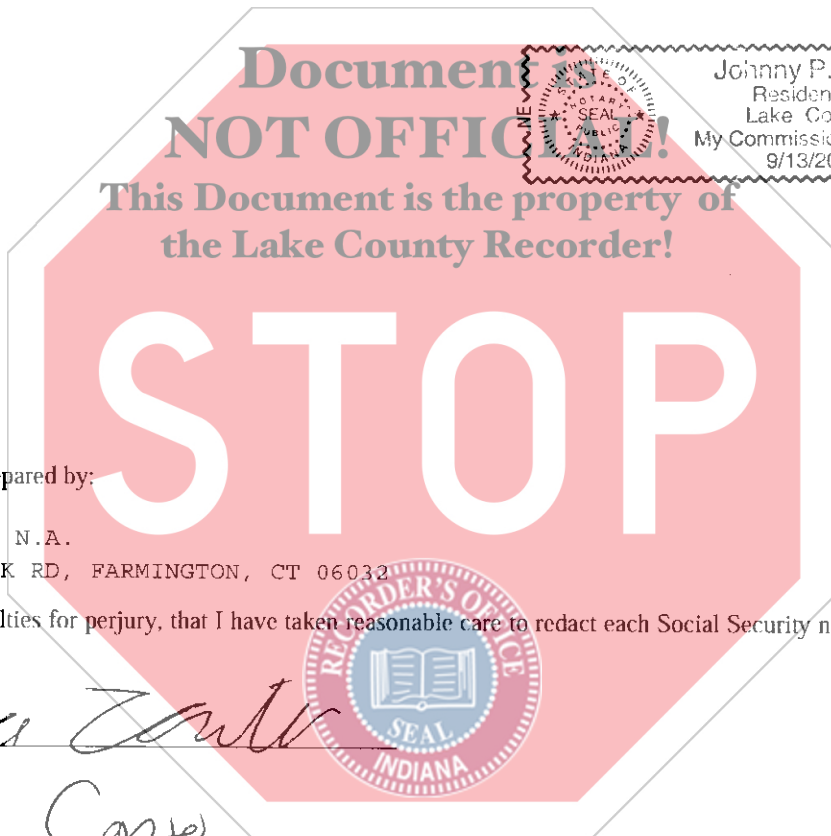 Document is
NOT OFFICIAL!
This Document is the property of
the Lake County Recorder!
NE
STATE OF
NOTARY
SEAL
PUBLIC
INDIANA
Johnny P.
Residen
Lake Co
My Commissio
9/13/20
STOP
pared by:
N.A.
K RD, FARMINGTON, CT 06032
lties for perjury, that I have taken reasonable care to redact each Social Security n
RECORDER'S OFFICE
SEAL
INDIANA